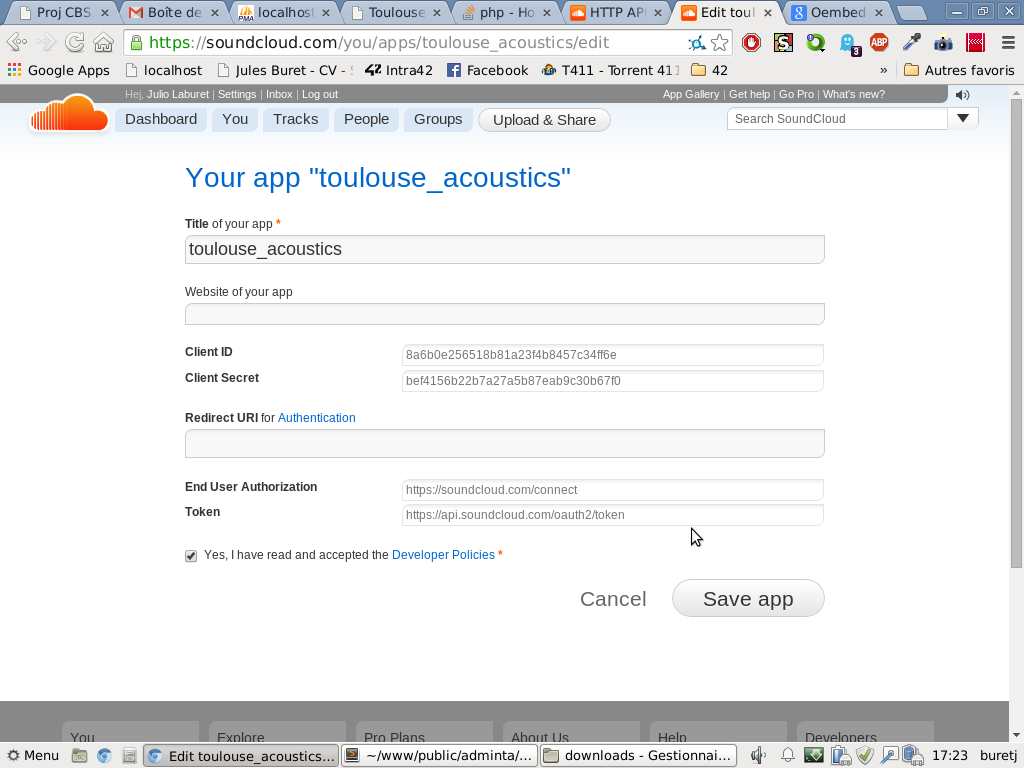 Proj CBS.
Boîte de
localhos
Toulouse
php - Ho
HTTP AP
Edit toul
Oembed
https://soundcloud.com/you/apps/toulouse_acoustics/edit
Google Apps
localhost
Jules Buret - CV -
Intra42
Facebook
T411 - Torrent 411
42
»
Autres favoris
Hej, Julio Laburet | Settings | Inbox | Log out
App Gallery | Get help | Go Pro | What's new?
Dashboard
You
Tracks
People
Groups
Upload & Share
Search SoundCloud
Your app "toulouse_acoustics"
Title of your app *
toulouse_acoustics
Website of your app
Client ID
8a6b0e256518b81a23f4b8457c34ff6e
Client Secret
bef4156b22b7a27a5b87eab9c30b67f0
Redirect URI for Authentication
End User Authorization
https://soundcloud.com/connect
Token
https://api.soundcloud.com/oauth2/token
Yes, I have read and accepted the Developer Policies *
Cancel
Save app
You
Explore
Pro Plans
About Us
Help
Developers
Menu
Edit toulouse_acoustics...
~/www/public/adminta/...
downloads - Gestionnai...
17:23
buretj